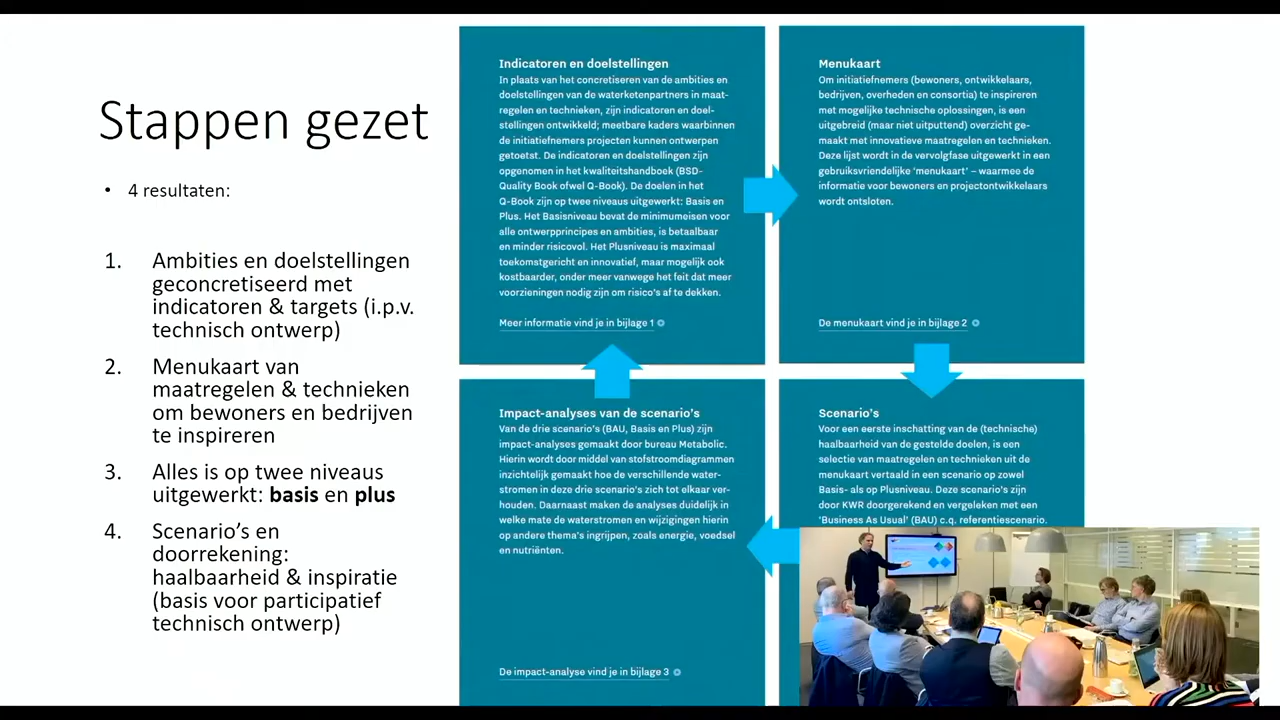 Stappen gezet
• 4 resultaten:
1. Ambities en doelstellingen
geconcretiseerd met
indicatoren & targets (i.p.v.
technisch ontwerp)
2. Menukaart van
maatregelen & technieken
om bewoners en bedrijven
te inspireren
3. Alles is op twee niveaus
uitgewerkt: basis en plus
4. Scenario's en
doorrekening:
haalbaarheid & inspiratie
(basis voor participatief
technisch ontwerp)
Indicatoren en doelstellingen
In plaats van het concretiseren van de ambities en
doelstellingen van de waterketenpartners in maat-
regelen en technieken, zijn indicatoren en doel-
stellingen ontwikkeld; meetbare kaders waarbinnen
de initiatiefnemers projecten kunnen ontwerpen
getoetst. De indicatoren en doelstellingen zijn
opgenomen in het kwaliteitshandboek (BSD-
Quality Book ofwel Q-Book). De doelen in het
Q-Book zijn op twee niveaus uitgewerkt: Basis en
Plus. Het Basisniveau bevat de minimumeisen voor
alle ontwerpprincipes en ambities, is betaalbaar
en minder risicovol. Het Plusniveau is maximaal
toekomstgericht en innovatief, maar mogelijk ook
kostbaarder, onder meer vanwege het feit dat meer
voorzieningen nodig zijn om risico's af te dekken.
Meer informatie vind je in bijlage 1
Menukaart
Om initiatiefnemers (bewoners, ontwikkelaars,
bedrijven, overheden en consortia) te inspireren
met mogelijke technische oplossingen, is een
uitgebreid (maar niet uitputtend) overzicht ge-
maakt met innovatieve maatregelen en technieken.
Deze lijst wordt in de vervolgfase uitgewerkt in een
gebruiksvriendelijke 'menukaart' – waarmee de
informatie voor bewoners en projectontwikkelaars
wordt ontsloten.
De menukaart vind je in bijlage 2
Impact-analyses van de scenario's
Van de drie scenario's (BAU, Basis en Plus) zijn
impact-analyses gemaakt door bureau Metabolic.
Hierin wordt door middel van stofstroomdiagrammen
inzichtelijk gemaakt hoe de verschillende water-
stromen in deze drie scenario's zich tot elkaar ver-
houden. Daarnaast maken de analyses duidelijk in
welke mate de waterstromen en wijzigingen hierin
op andere thema's ingrijpen, zoals energie, voedsel
en nutriënten.
De impact-analyse vind je in bijlage 3
Scenario's
Voor een eerste inschatting van de (technische)
haalbaarheid van de gestelde doelen, is een
selectie van maatregelen en technieken uit de
menukaart vertaald in een scenario op zowel
Basis- als op Plusniveau. Deze scenario's zijn
door KWR doorgerekend en vergeleken met een
'Business As Usual' (BAU) c.q. referentiescenario.